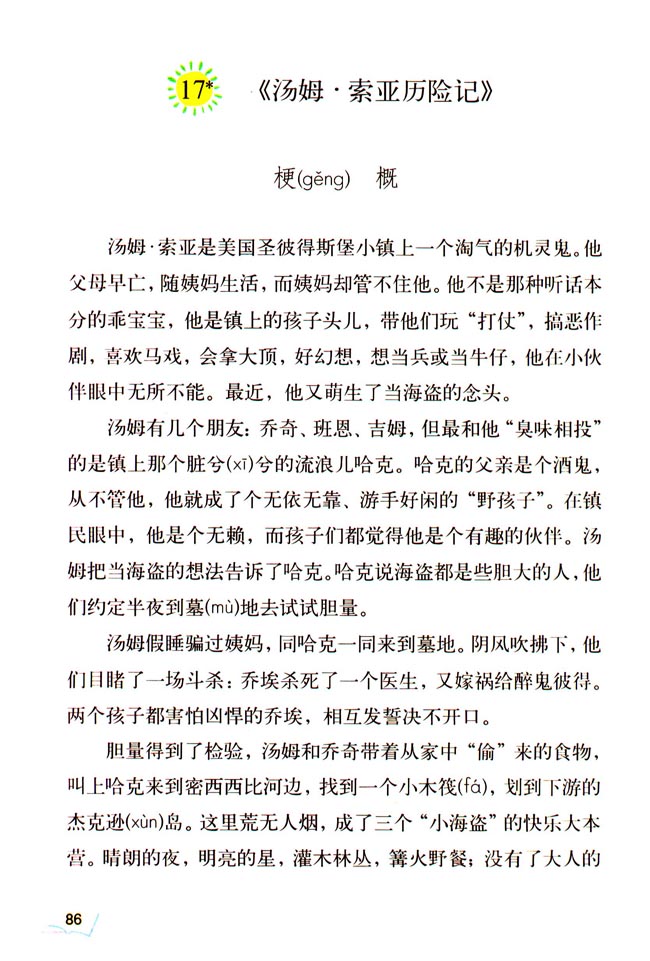 17*
《汤姆·索亚历险记》
梗(gěng) 概
汤姆·索亚是美国圣彼得斯堡小镇上一个淘气的机灵鬼。他
父母早亡，随姨妈生活，而姨妈却管不住他。他不是那种听话本
分的乖宝宝，他是镇上的孩子头儿，带他们玩“打仗”，搞恶作
剧，喜欢马戏，会拿大顶，好幻想，想当兵或当牛仔，他在小伙
伴眼中无所不能。最近，他又萌生了当海盗的念头。
汤姆有几个朋友：乔奇、班恩、吉姆，但最和他“臭味相投”
的是镇上那个脏兮(xī)兮的流浪儿哈克。哈克的父亲是个酒鬼，
从不管他，他就成了个无依无靠、游手好闲的“野孩子”。在镇
民眼中，他是个无赖，而孩子们都觉得他是个有趣的伙伴。汤
姆把当海盗的想法告诉了哈克。哈克说海盗都是些胆大的人，他
们约定半夜到墓(mù)地去试试胆量。
汤姆假睡骗过姨妈，同哈克一同来到墓地。阴风吹拂下，他
们目睹了一场斗杀：乔埃杀死了一个医生，又嫁祸给醉鬼彼得。
两个孩子都害怕凶悍的乔埃，相互发誓决不开口。
胆量得到了检验，汤姆和乔奇带着从家中“偷”来的食物，
叫上哈克来到密西西比河边，找到一个小木筏(fá)，划到下游的
杰克逊(xùn)岛。这里荒无人烟，成了三个“小海盗”的快乐大本
营。晴朗的夜，明亮的星，灌木林丛，篝火野餐；没有了大人的
86